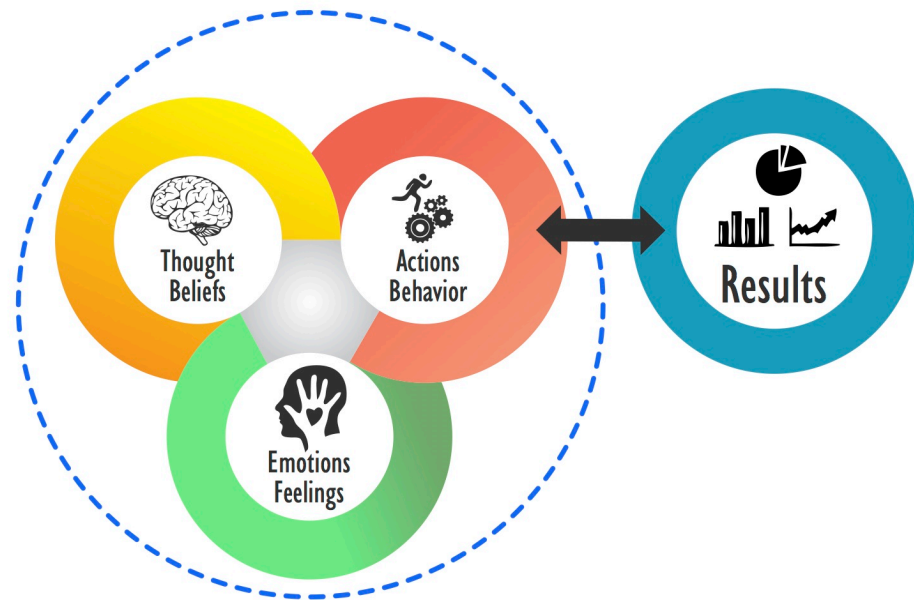 Thought
Beliefs
Actions
Behavior
Emotions
Feelings
Results